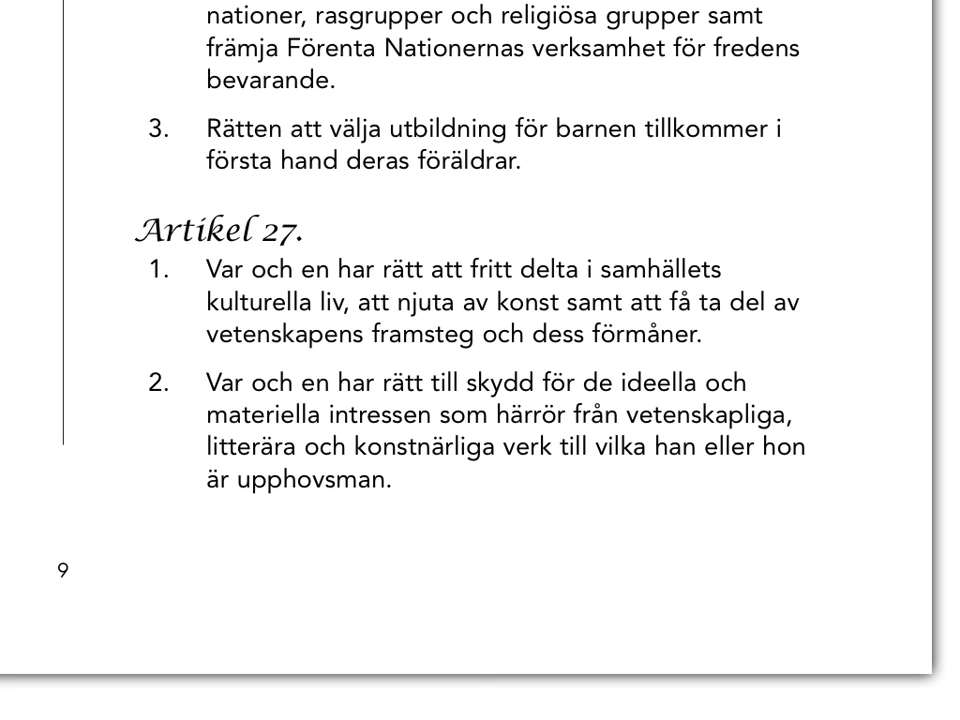 nationer, rasgrupper och religiösa grupper samt
främja Förenta Nationernas verksamhet för fredens
bevarande.
3. Rätten att välja utbildning för barnen tillkommer i
första hand deras föräldrar.
Artikel 27.
1. Var och en har rätt att fritt delta i samhällets
kulturella liv, att njuta av konst samt att få ta del av
vetenskapens framsteg och dess förmåner.
2. Var och en har rätt till skydd för de ideella och
materiella intressen som härrör från vetenskapliga,
litterära och konstnärliga verk till vilka han eller hon
är upphovsman.
9